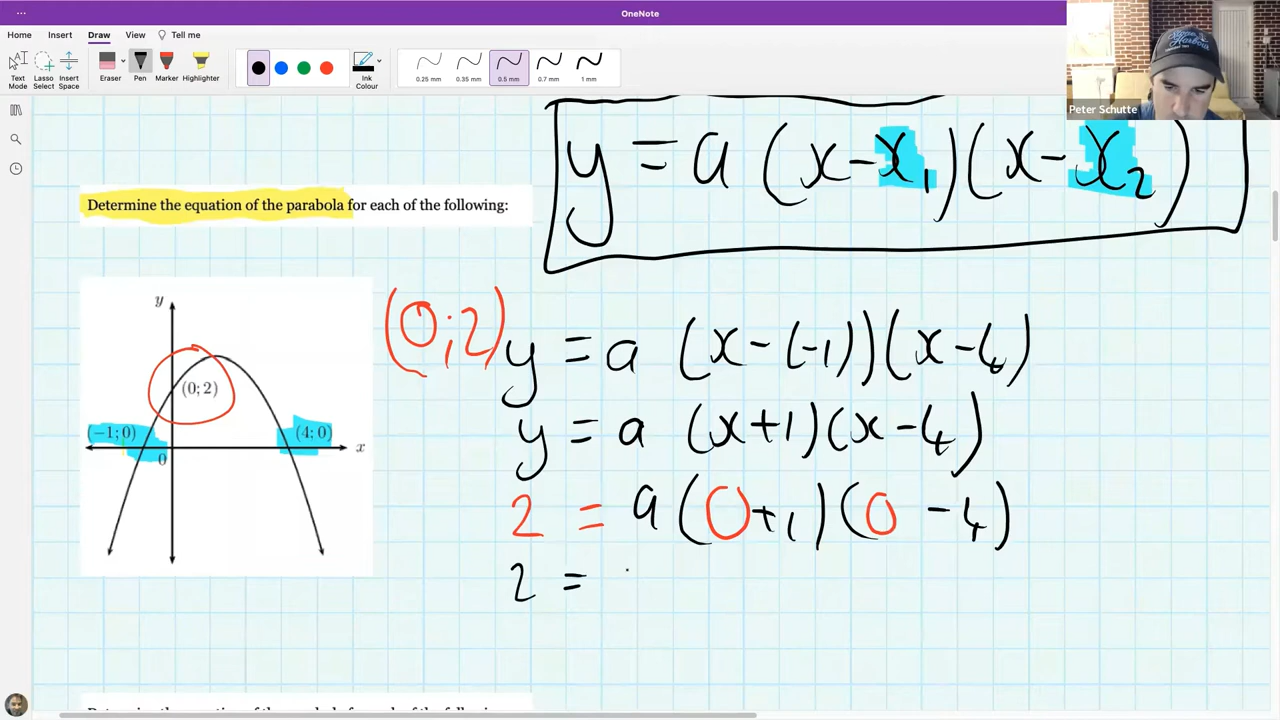 OneNote
Home Insert Draw View Tell me
Text Mode
Lasso Select
Insert Space
Eraser
Pen
Marker
Highlighter
Ink Colour
0.25 mm 0.35 mm 0.5 mm 0.7 mm 1 mm
Peter Schutte
y = a (x - x₁)(x - x₂)
Determine the equation of the parabola for each of the following:
y
(0; 2)
(−1; 0)
(4; 0)
0
x
(0;2)
y = a (x - (-1))(x - 4)
y = a (x + 1)(x - 4)
2 = a(0 + 1)(0 - 4)
2 =